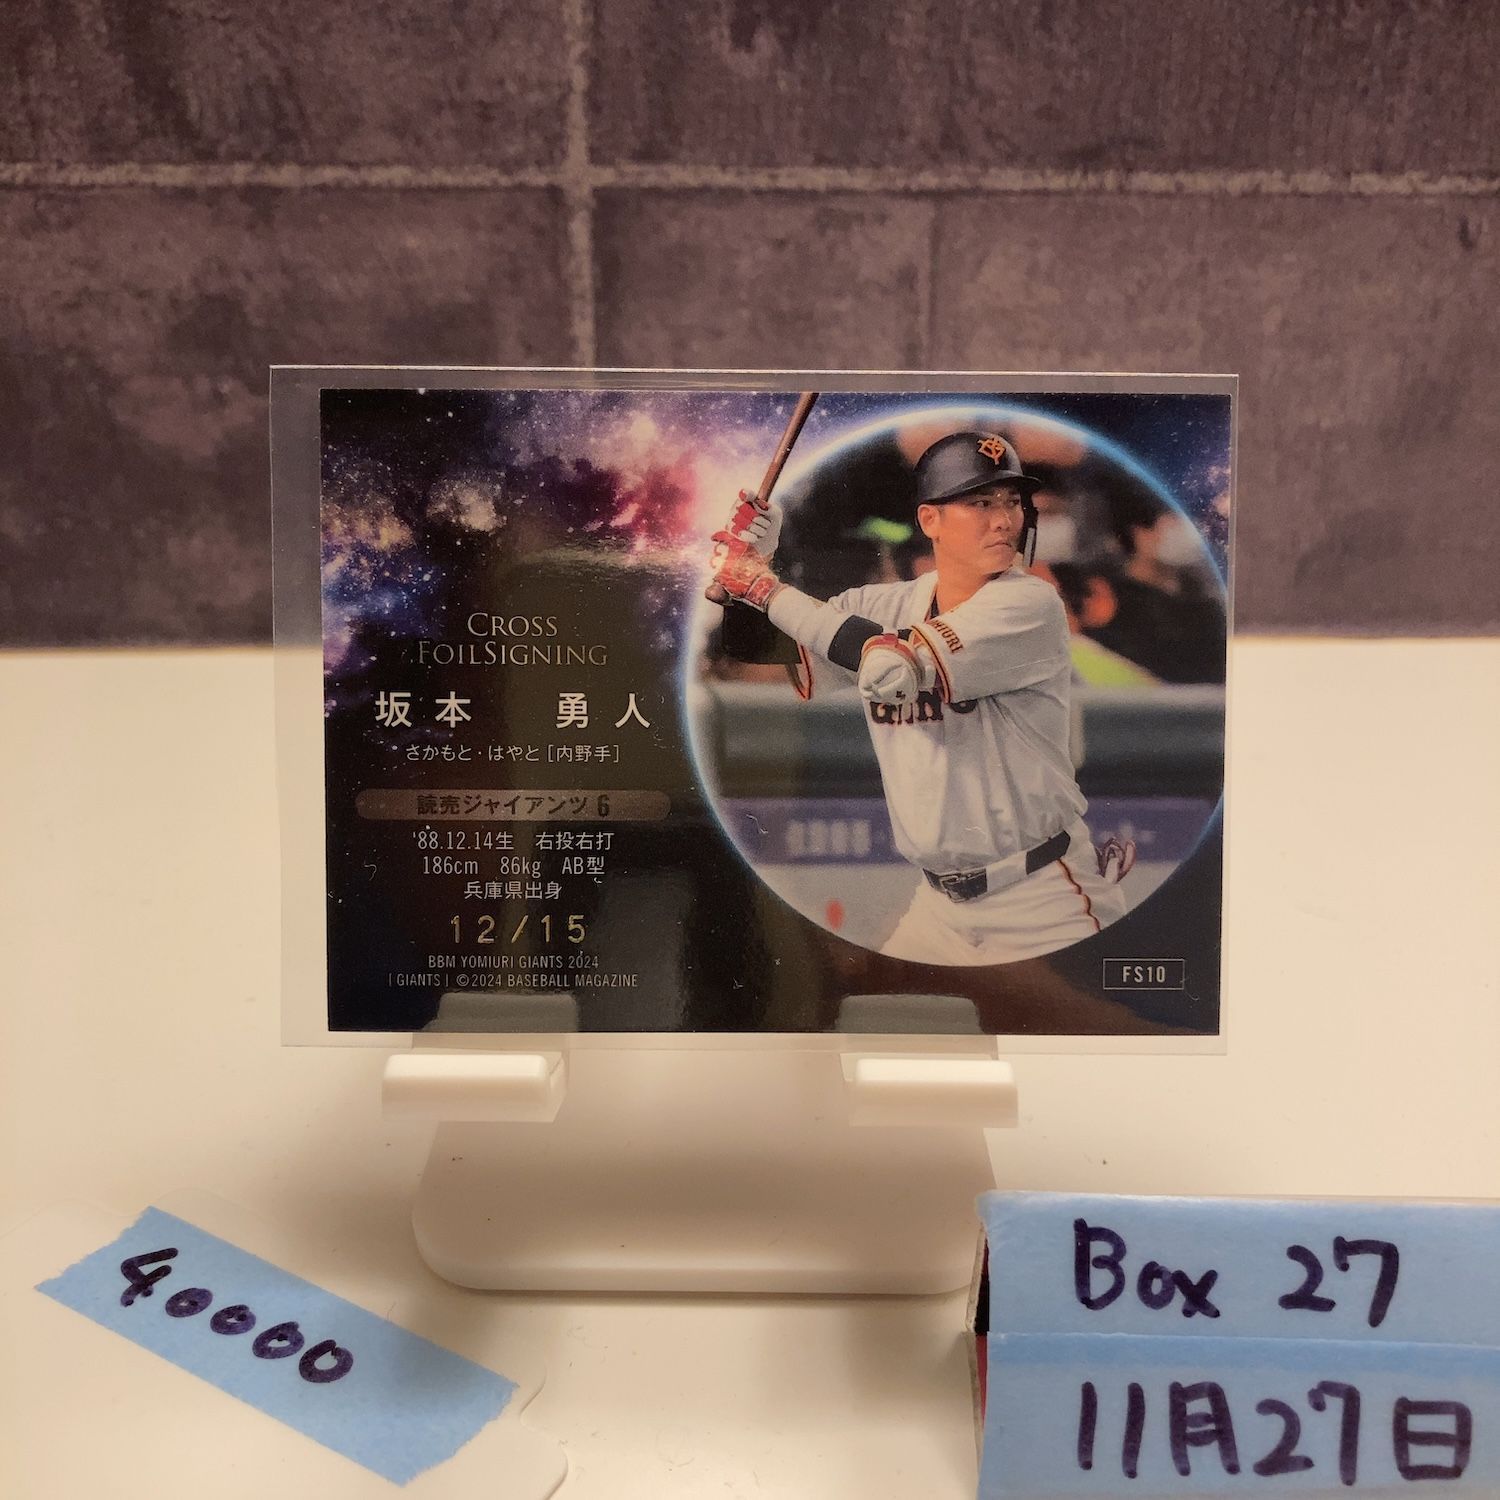 CROSS
FOILSIGNING
坂本 勇人
さかもと・はやと [内野手]
読売ジャイアンツ 6
'88.12.14生 右投右打
186cm 86kg AB型
兵庫県出身
12/15
BBM YOMIURI GIANTS 2024
[GIANTS] ©2024 BASEBALL MAGAZINE
FS10
40000
Box 27
11月27日